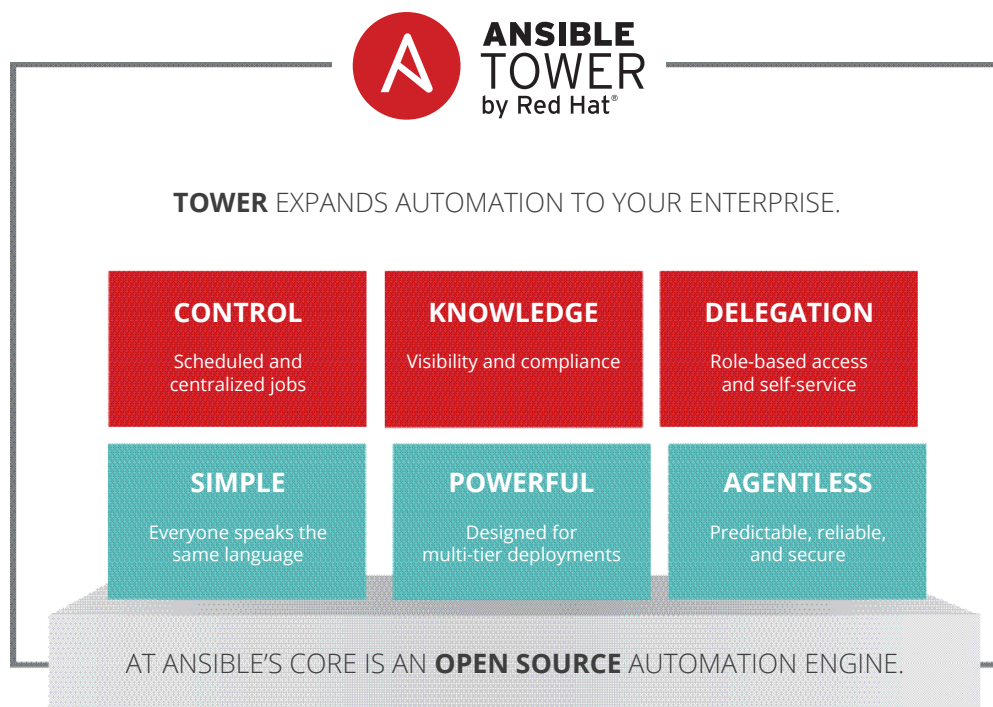 ANSIBLE
TOWER
by Red Hat®
TOWER EXPANDS AUTOMATION TO YOUR ENTERPRISE.
CONTROL
Scheduled and
centralized jobs
KNOWLEDGE
Visibility and compliance
DELEGATION
Role-based access
and self-service
SIMPLE
Everyone speaks the
same language
POWERFUL
Designed for
multi-tier deployments
AGENTLESS
Predictable, reliable,
and secure
AT ANSIBLE’S CORE IS AN OPEN SOURCE AUTOMATION ENGINE.